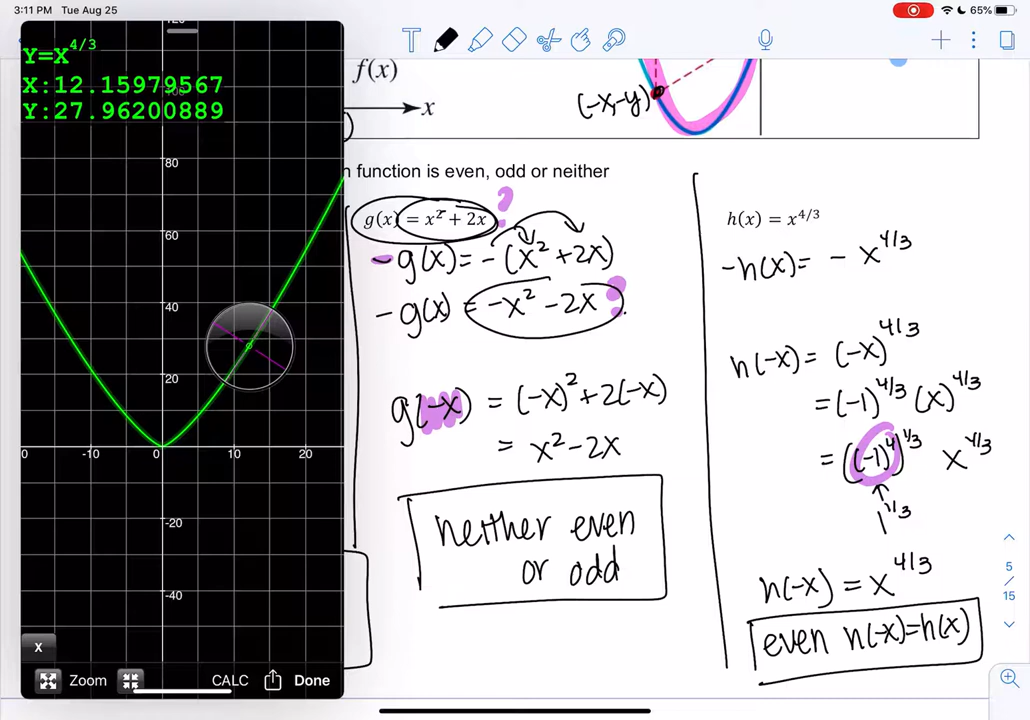 3:11 PM Tue Aug 25
65%
120
Y=X^4/3
X:12.15979567
Y:27.96200889
100
80
60
40
20
0 -10 0 10 20
-20
-40
X
Zoom
CALC
Done
f(x)
x
(-x,-y)
n function is even, odd or neither
g(x) = x² + 2x ?
-g(x) = -(x² + 2x)
-g(x) = -x² - 2x ?
g(-x) = (-x)² + 2(-x)
= x² - 2x
neither even
or odd
h(x) = x^4/3
-h(x) = - x^4/3
h(-x) = (-x)^4/3
= (-1)^4/3 (x)^4/3
= ((-1)^4)^1/3 x^4/3
1^1/3
h(-x) = x^4/3
even h(-x)=h(x)
5
/
15